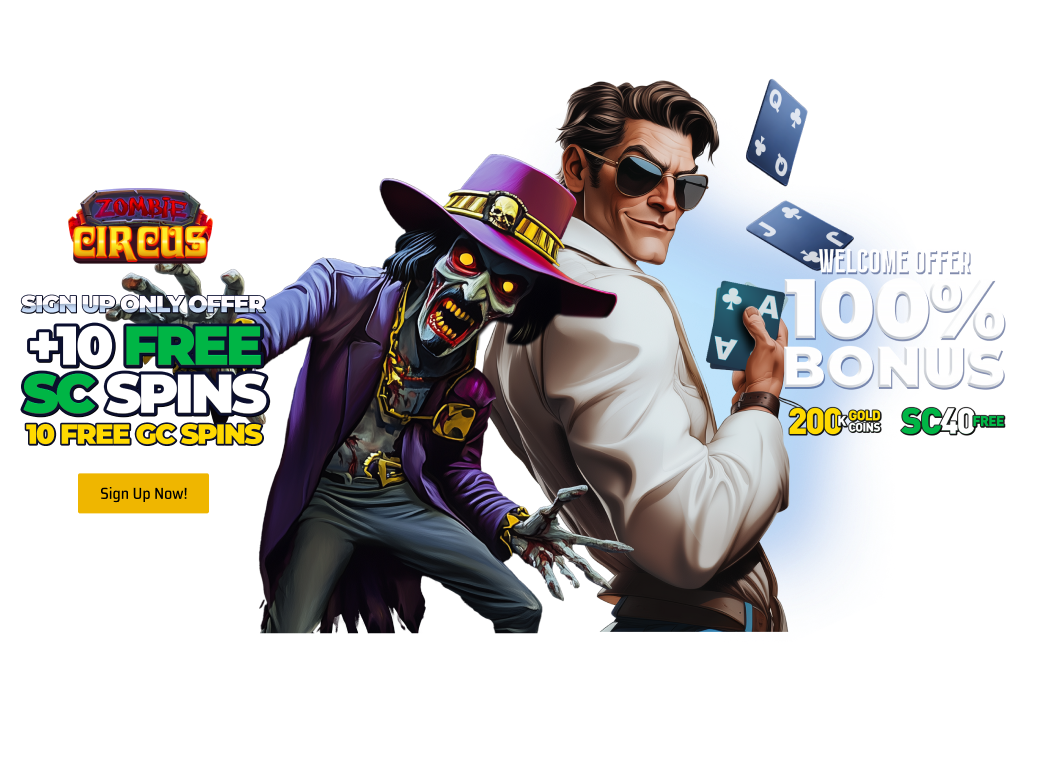 ZOMBIE
CIRCUS
SIGN UP ONLY OFFER
+10 FREE
SC SPINS
10 FREE GC SPINS
Sign Up Now!
Q
Q
J
J
A
A
WELCOME OFFER
100%
BONUS
200K GOLD COINS
SC40 FREE